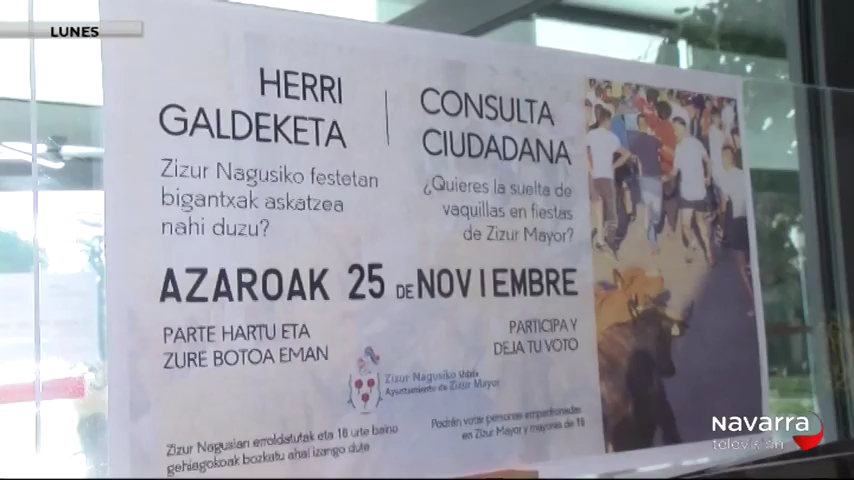 LUNES
HERRI
GALDEKETA
Zizur Nagusiko festetan
bigantxak askatzea
nahi duzu?
CONSULTA
CIUDADANA
¿Quieres la suelta de
vaquillas en fiestas
de Zizur Mayor?
AZAROAK 25 DE NOVIEMBRE
PARTE HARTU ETA
ZURE BOTOA EMAN
PARTICIPA Y
DEJA TU VOTO
Zizur Nagusiko Udala
Ayuntamiento de Zizur Mayor
Zizur Nagusian erroldatutak eta 16 urte baino
gehiagokoak bozkatu ahal izango dute
Podrán votar personas empadronadas
en Zizur Mayor y mayores de 16
navarra
televisión